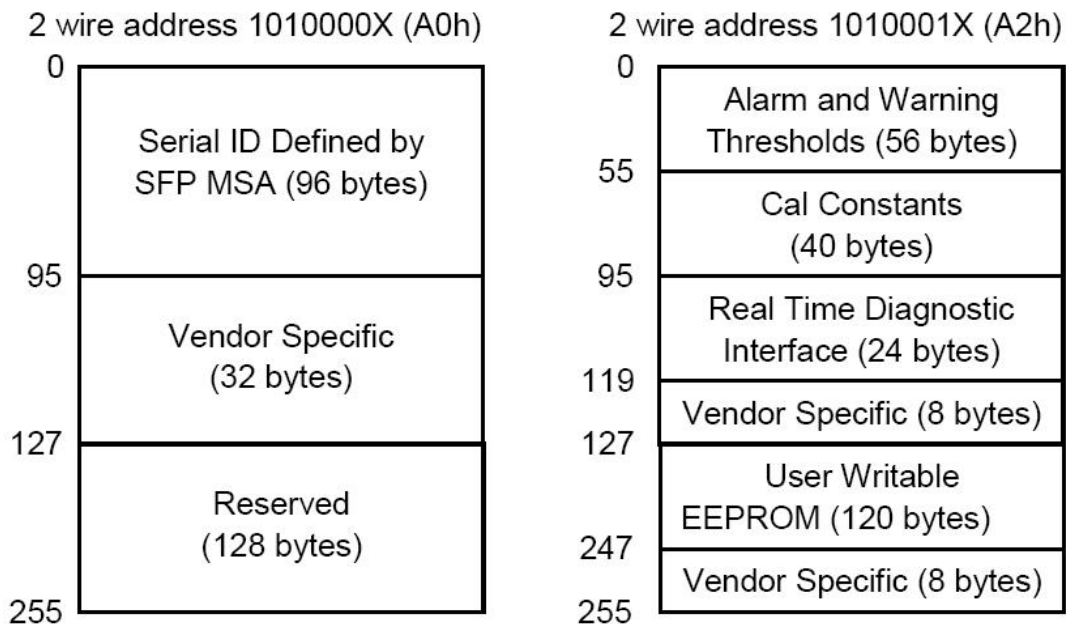 2 wire address 1010000X (A0h)
0
Serial ID Defined by
SFP MSA (96 bytes)
95
Vendor Specific
(32 bytes)
127
Reserved
(128 bytes)
255
2 wire address 1010001X (A2h)
0
Alarm and Warning
Thresholds (56 bytes)
55
Cal Constants
(40 bytes)
95
Real Time Diagnostic
Interface (24 bytes)
119
Vendor Specific (8 bytes)
127
User Writable
EEPROM (120 bytes)
247
Vendor Specific (8 bytes)
255